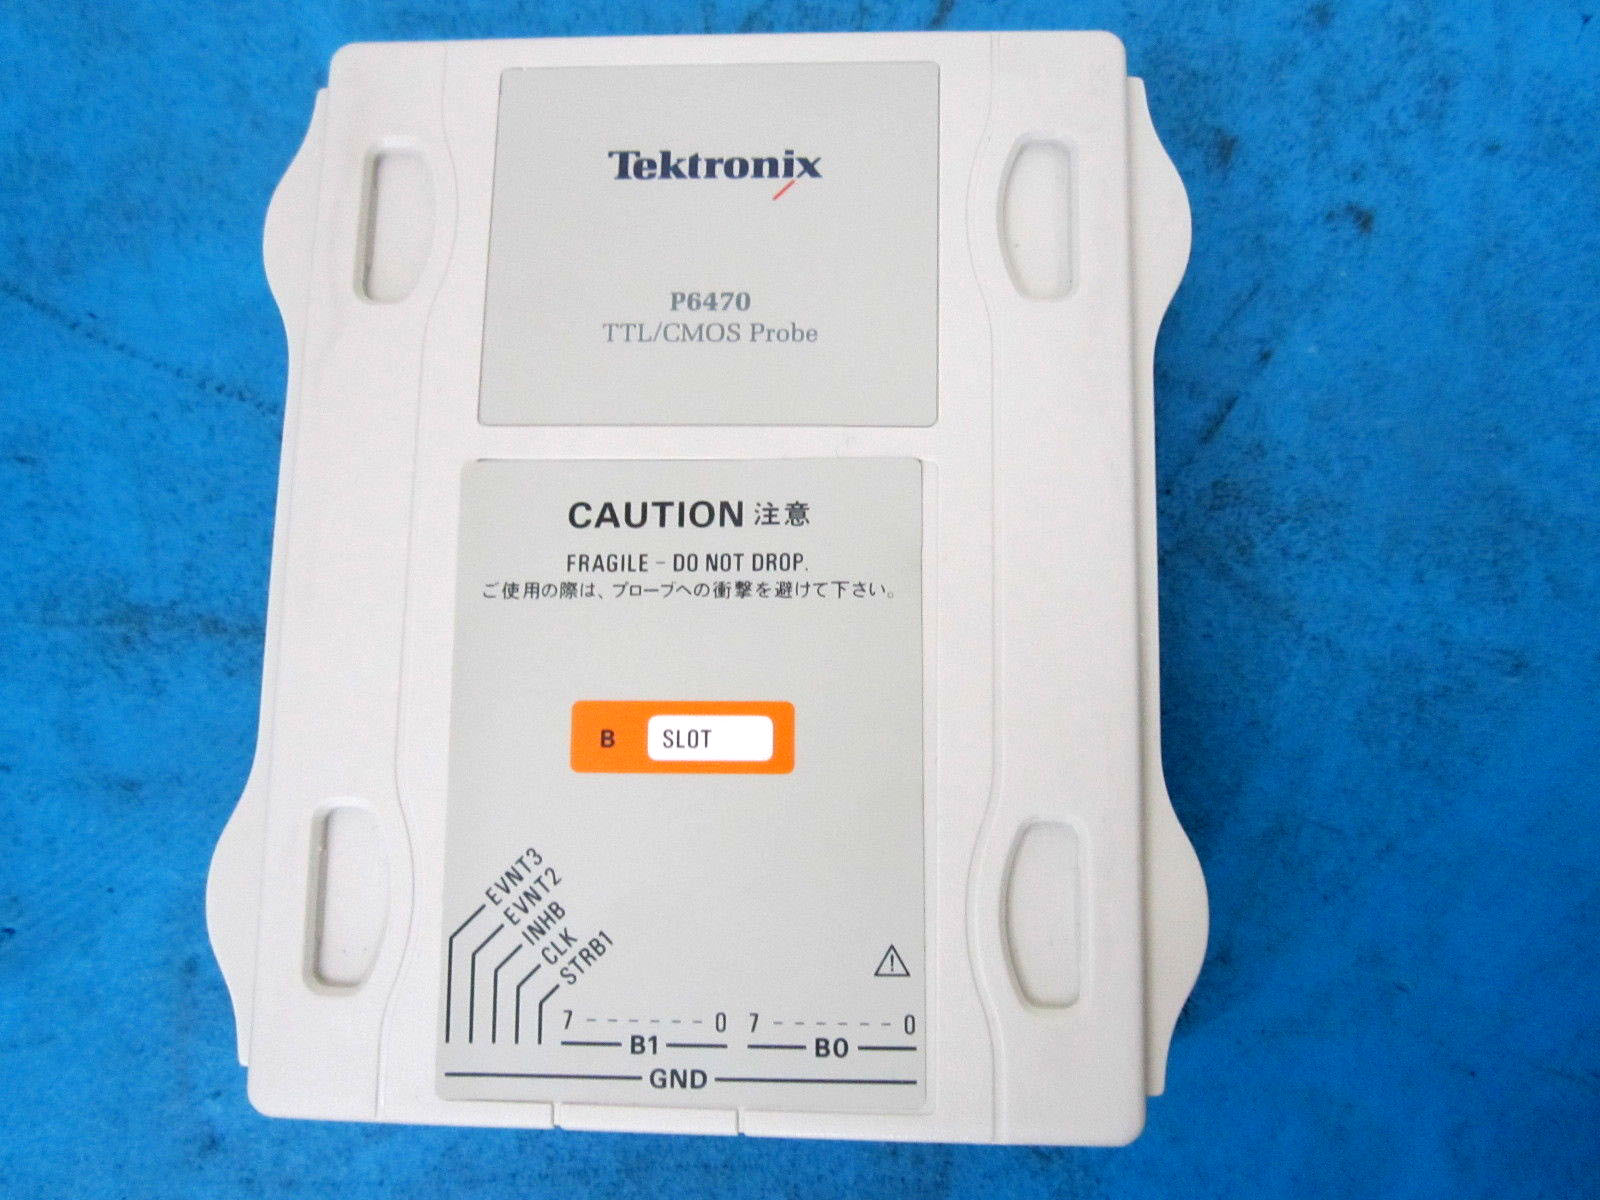 Tektronix
P6470
TTL/CMOS Probe
CAUTION 注意
FRAGILE - DO NOT DROP.
ご使用の際は、プローブへの衝撃を避けて下さい。
B SLOT
EVNT3
EVNT2
INHB
CLK
STRB1
7 - - - - - - 0 7 - - - - - - 0
B1 B0
GND